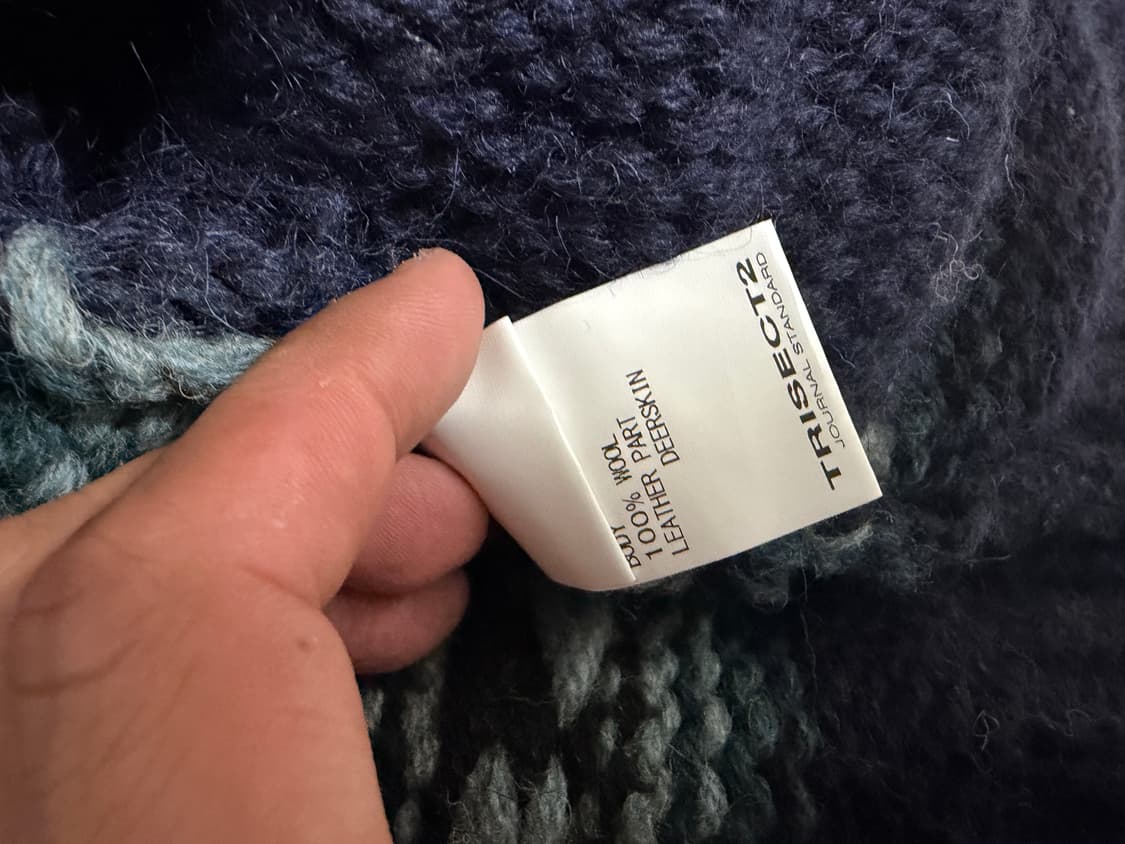 TRISECT2
JOURNAL STANDARD
BODY
100% WOOL
LEATHER PART
DEERSKIN